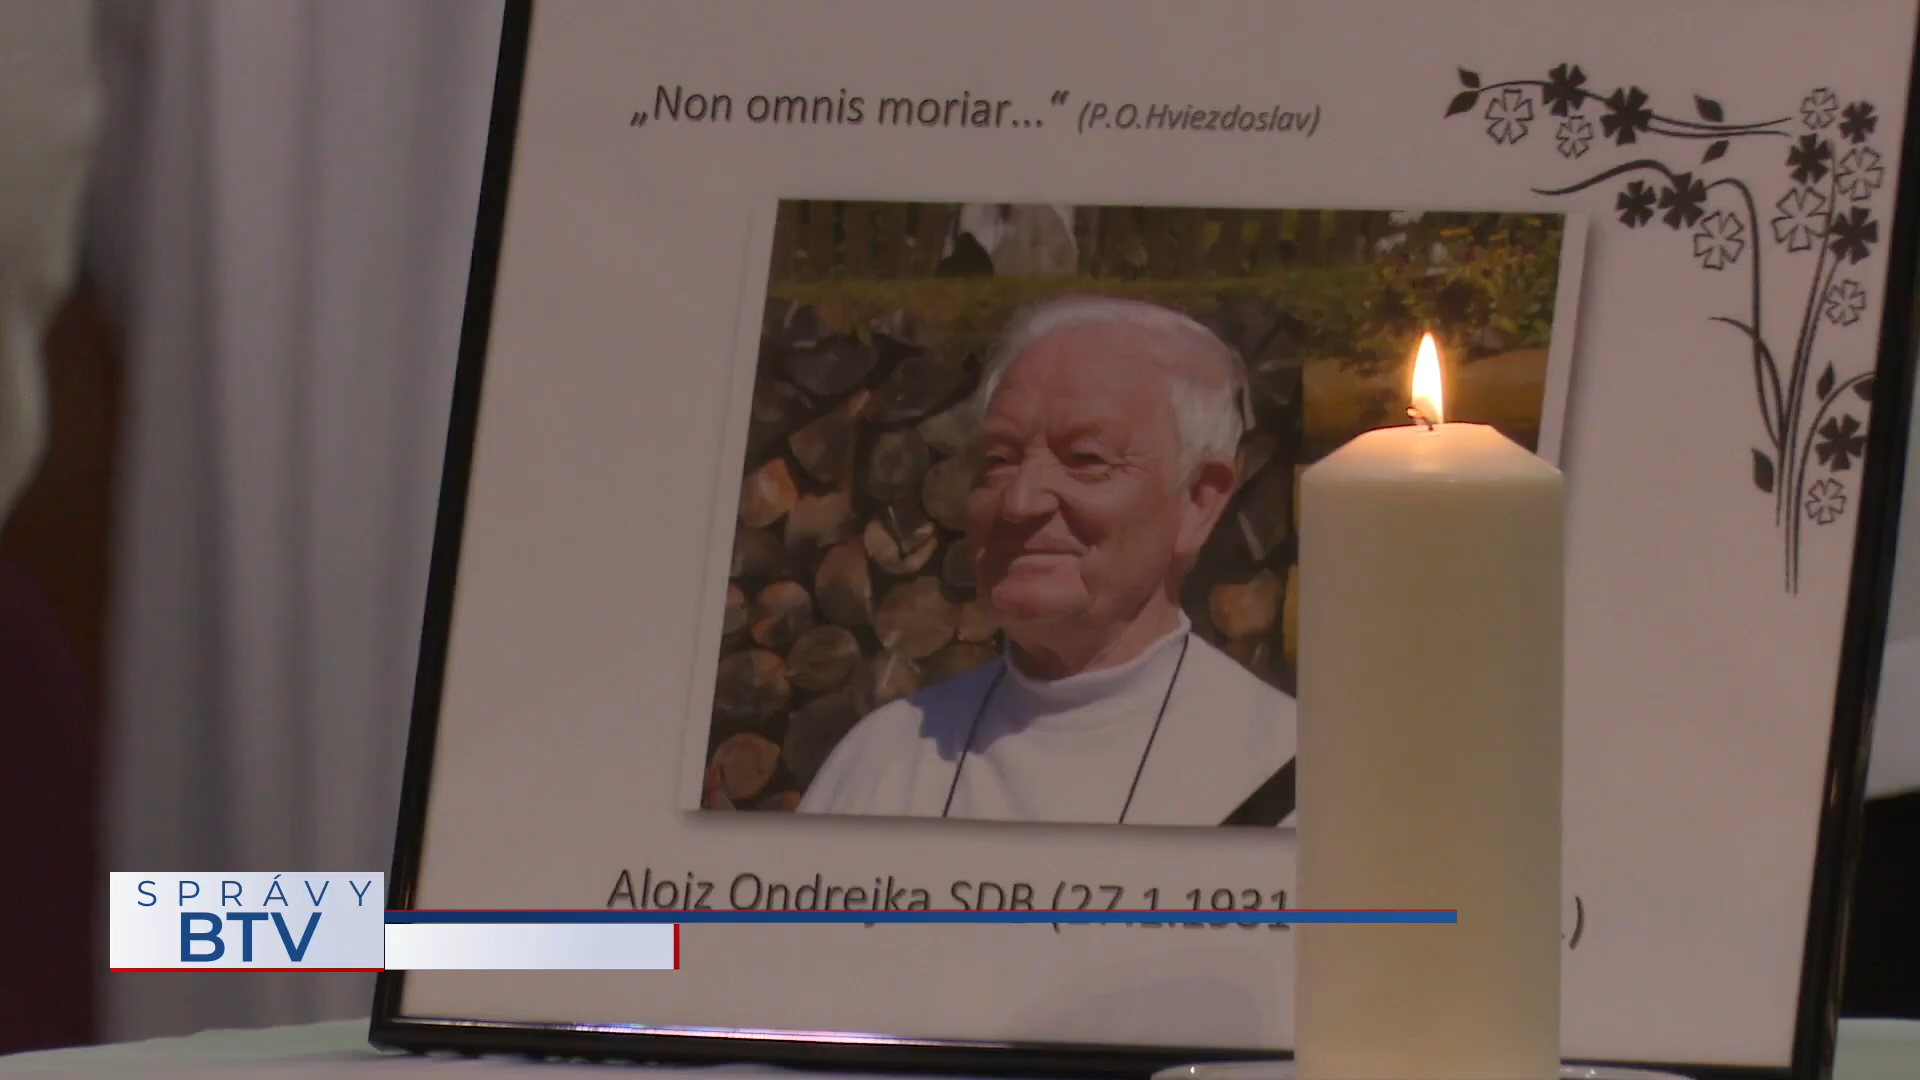 „Non omnis moriar...“ (P.O.Hviezdoslav)
Alojz Ondrejka SDB (27.1.1931
SPRÁVY
BTV